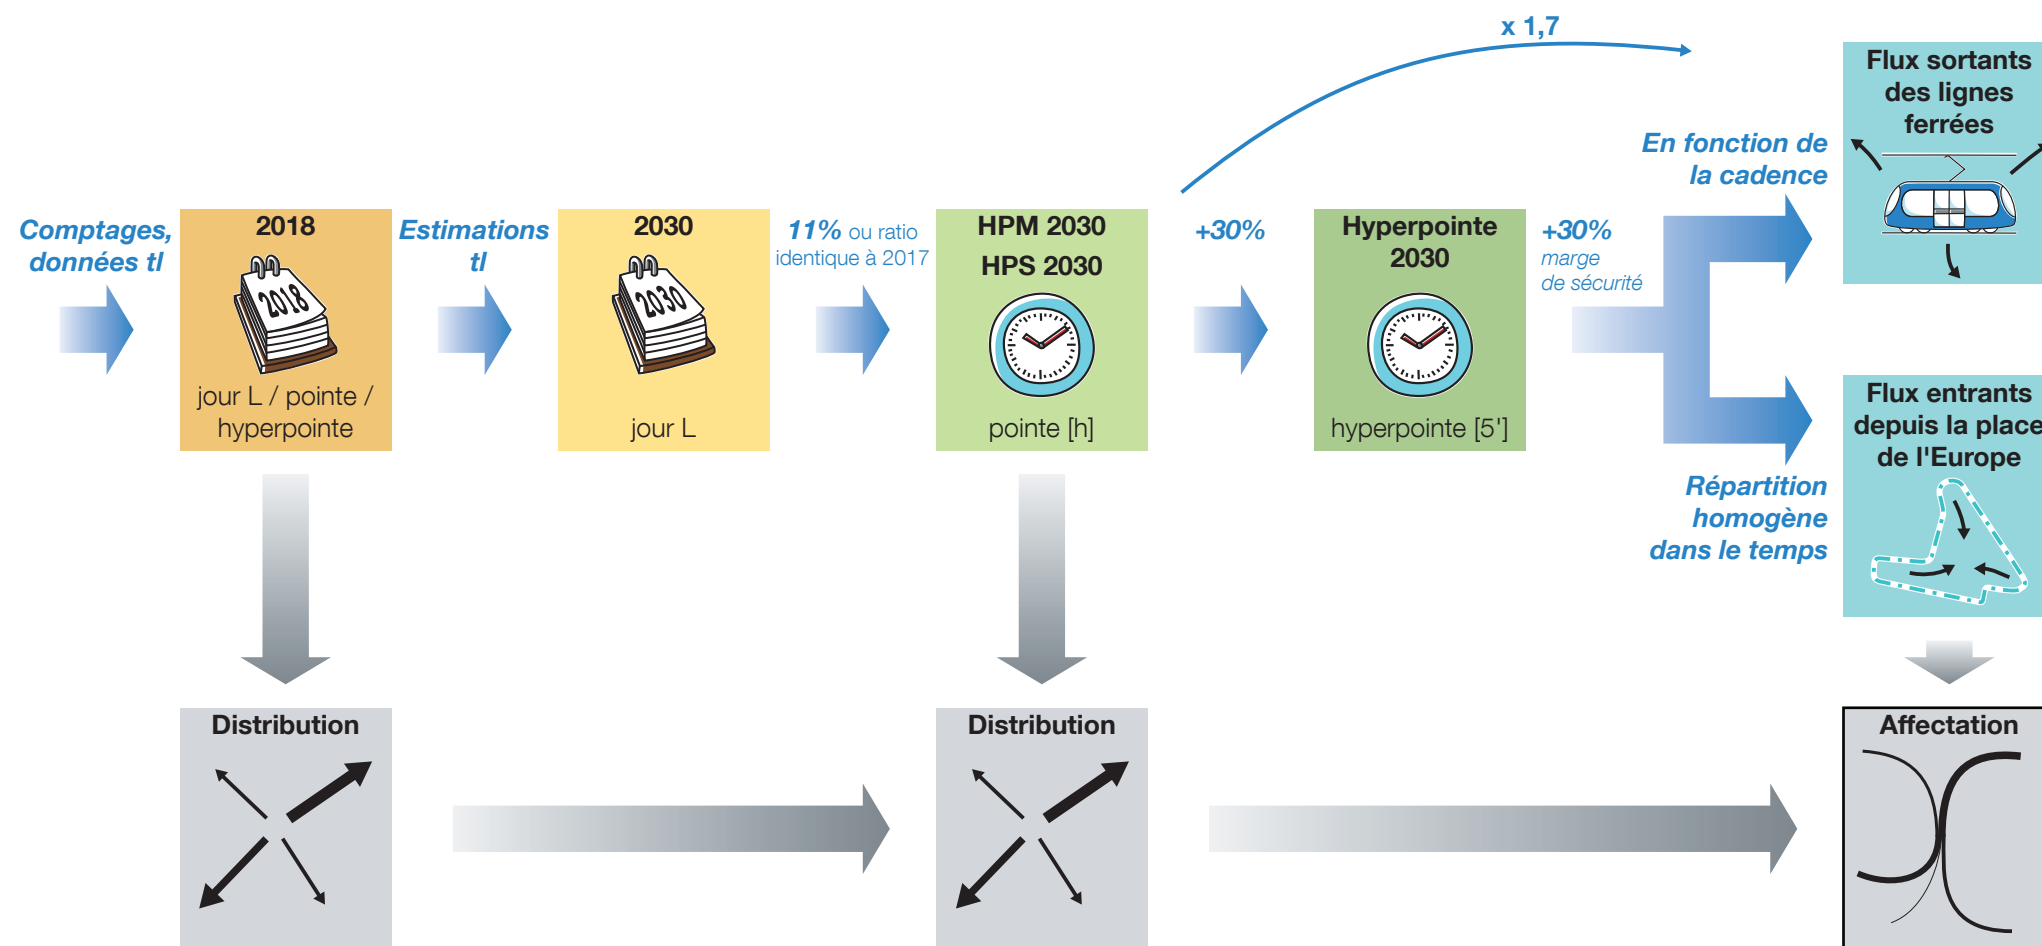 x 1,7
Flux sortants
des lignes
ferrées
En fonction de
la cadence
Comptages,
données tl
2018
2018
jour L / pointe /
hyperpointe
Estimations
tl
2030
2030
jour L
11% ou ratio
identique à 2017
HPM 2030
HPS 2030
pointe [h]
+30%
Hyperpointe
2030
hyperpointe [5']
+30%
marge
de sécurité
Flux entrants
depuis la place
de l'Europe
Répartition
homogène
dans le temps
Distribution
Distribution
Affectation